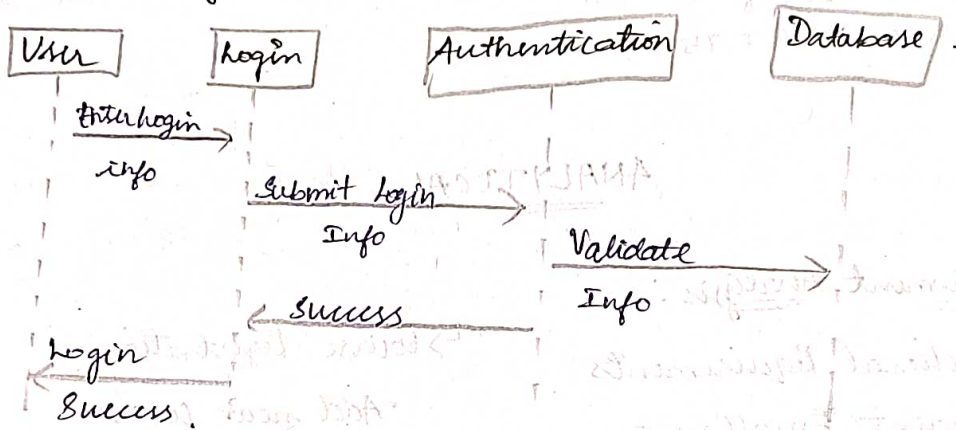 User
Login
Authentication
Database.
Enter Login
info
Submit Login
Info
Validate
Info
Success
Login
Success.